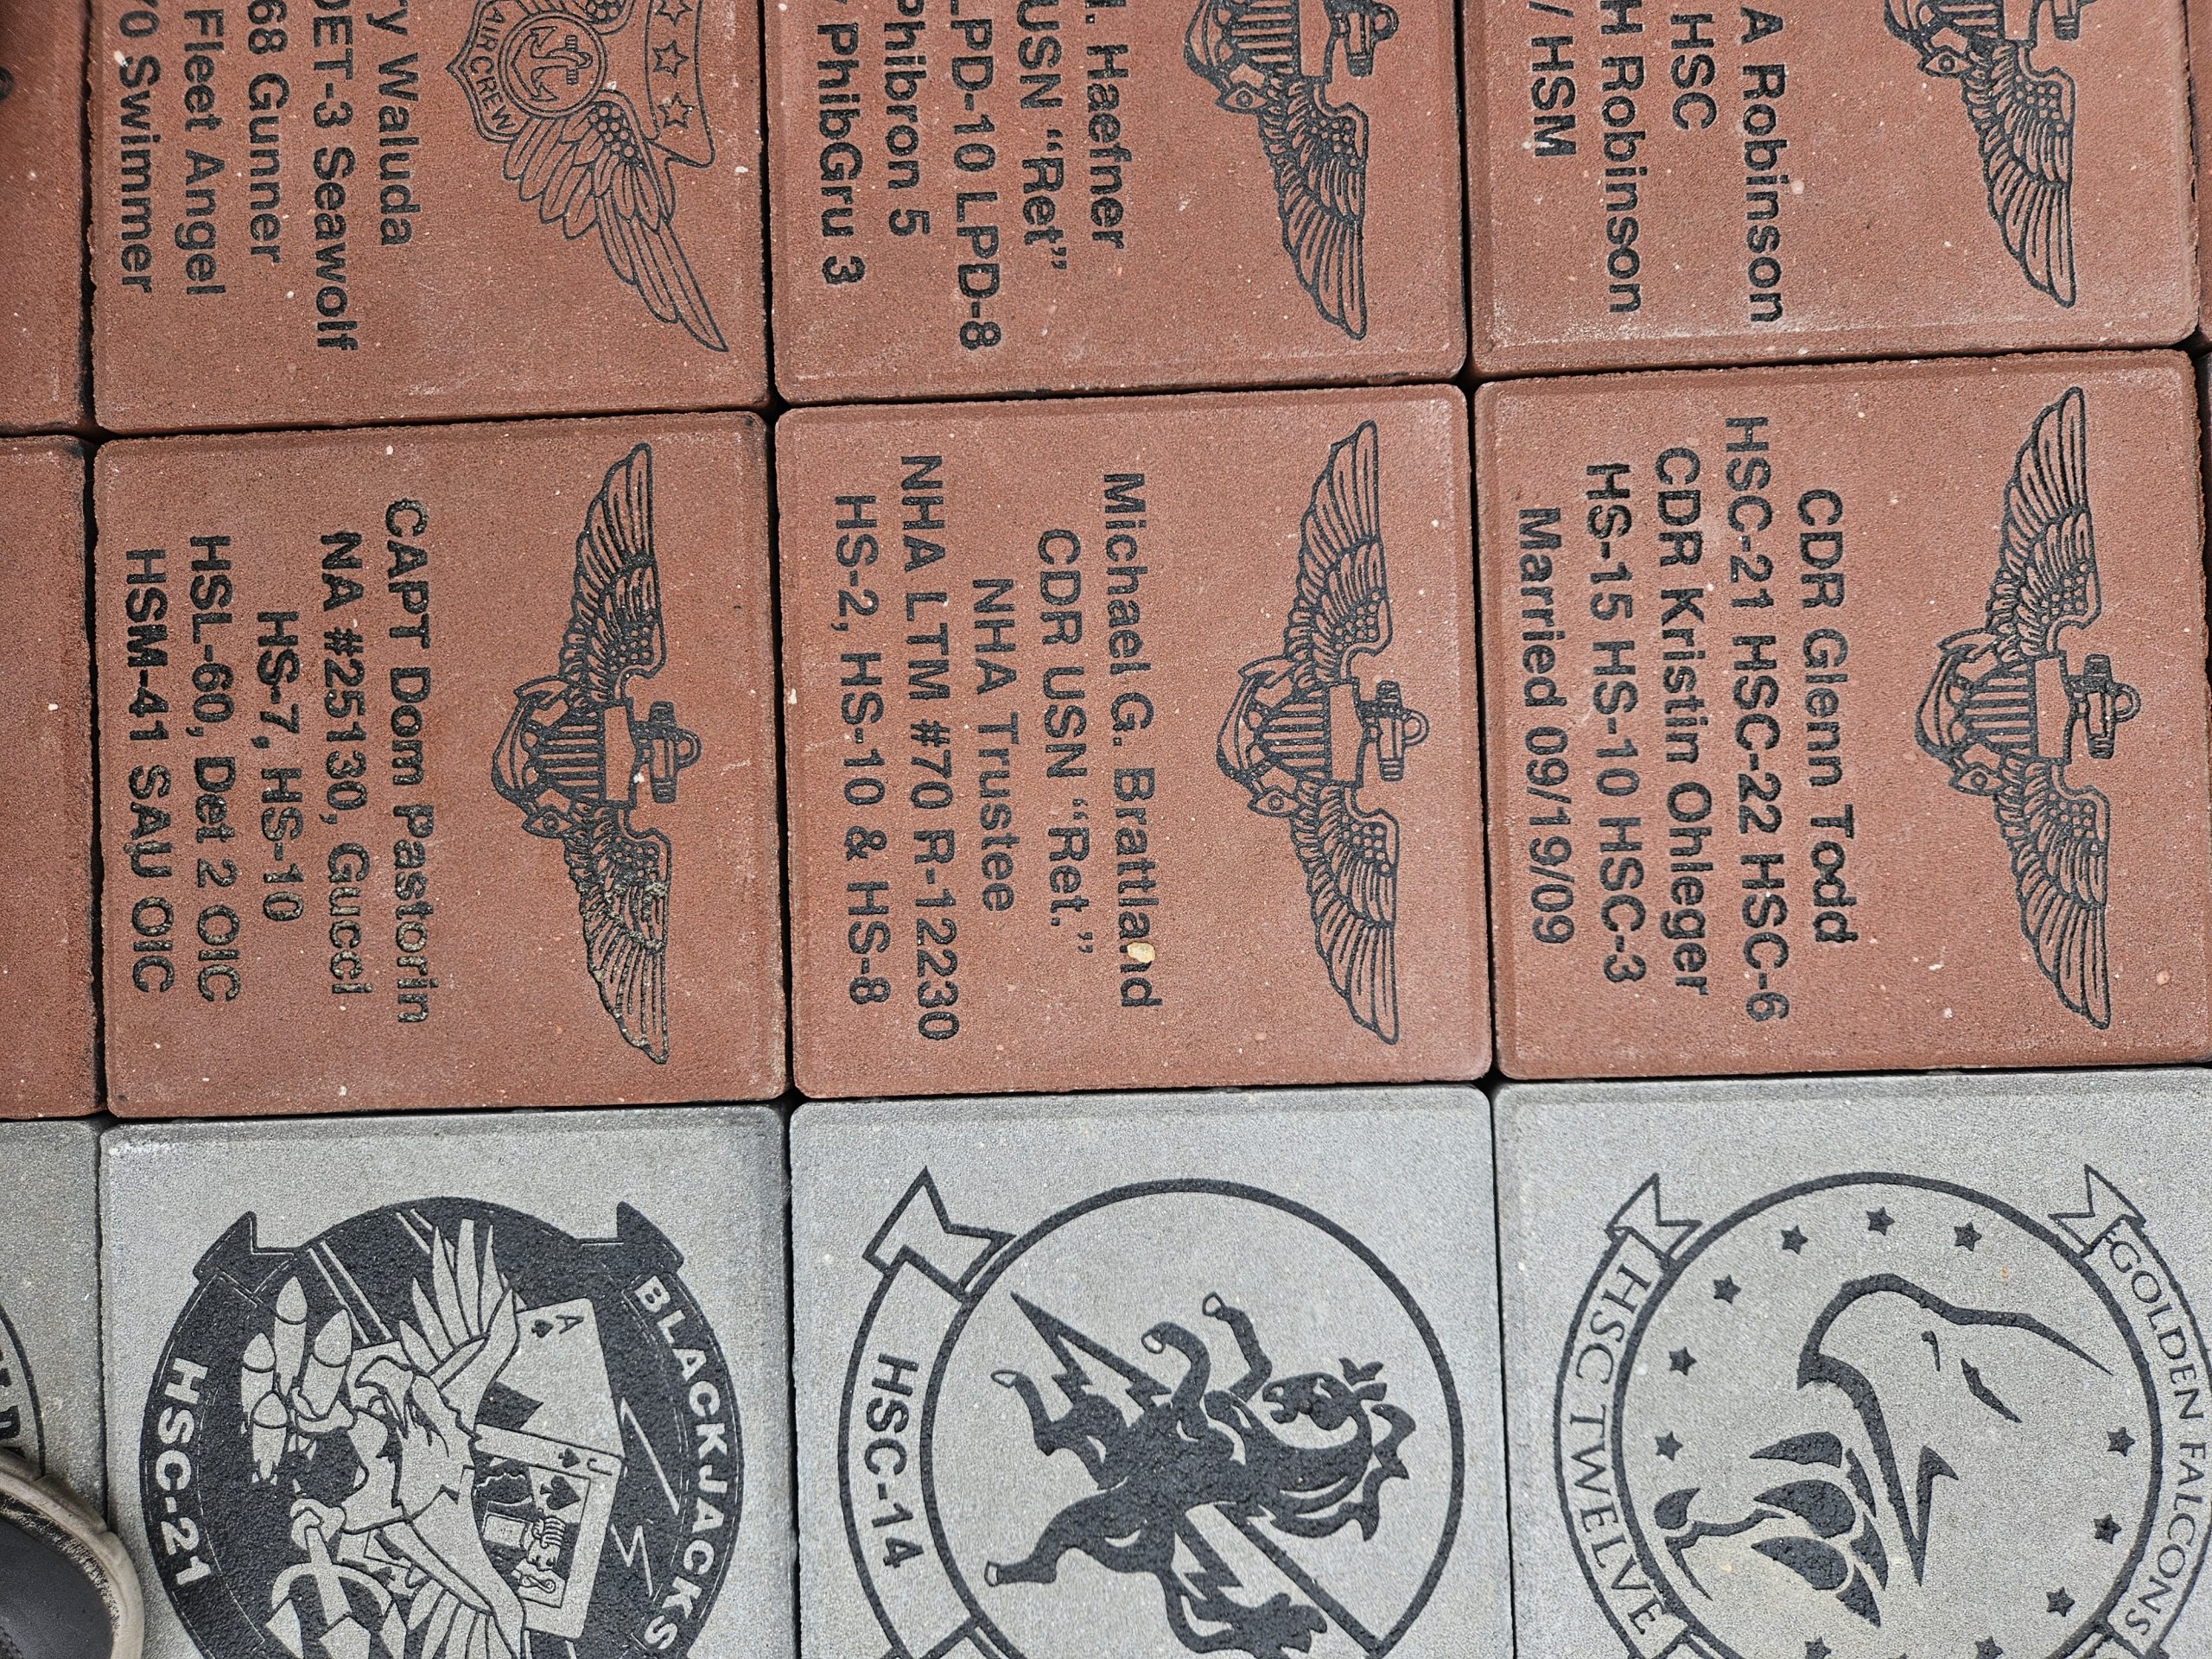 A Robinson
HSC
H Robinson
/ HSM
CDR Glenn Todd
HSC-21 HSC-22 HSC-6
CDR Kristin Ohleger
HS-15 HS-10 HSC-3
Married 09/19/09
GOLDEN FALCONS
HSC TWELVE
Haefner
USN “Ret”
LPD-10 LPD-8
Phibron 5
PhibGru 3
Michael G. Brattland
CDR USN “Ret.”
NHA Trustee
NHA LTM #70 R-12230
HS-2, HS-10 & HS-8
HSC-14
AIRCREW
Waluda
DET-3 Seawolf
68 Gunner
Fleet Angel
70 Swimmer
CAPT Dom Pastorin
NA #25130, Gucci
HS-7, HS-10
HSL-60, Det 2 OIC
HSM-41 SAU OIC
BLACKJACKS
A
J
HSC-21